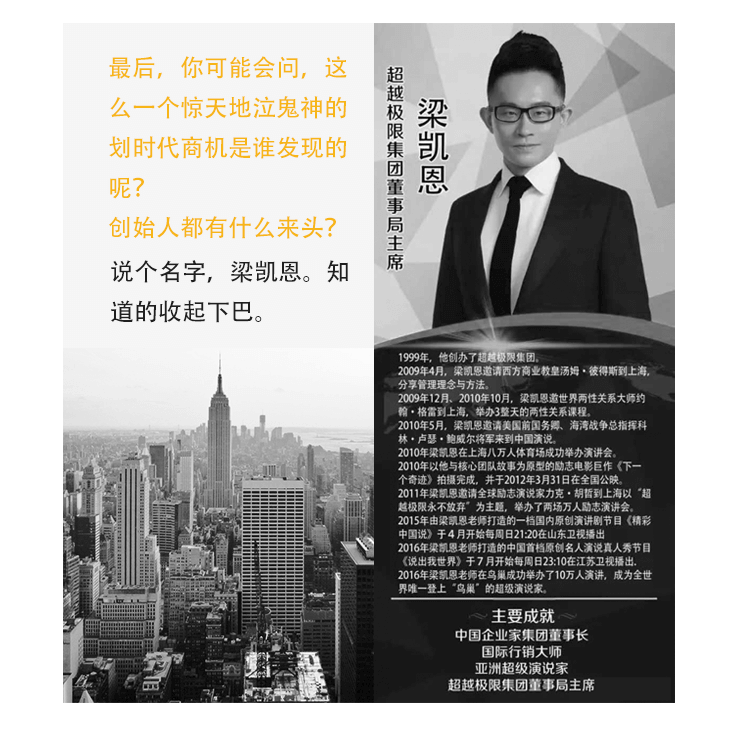 最后，你可能会问，这
么一个惊天地泣鬼神的
划时代商机是谁发现的
呢？
创始人都有什么来头？
说个名字，梁凯恩。知
道的收起下巴。
超越极限集团董事局主席
梁凯恩
1999年，他创办了超越极限集团。
2009年4月，梁凯恩邀请西方商业教皇汤姆·彼得斯到上海，
分享管理理念与方法。
2009年12月、2010年10月，梁凯恩邀世界两性关系大师约
翰·格雷到上海，举办3整天的两性关系课程。
2010年5月，梁凯恩邀请美国前国务卿、海湾战争总指挥科
林·卢瑟·鲍威尔将军来到中国演说。
2010年梁凯恩在上海八万人体育场成功举办演讲会。
2010年以他与核心团队故事为原型的励志电影巨作《下一
个奇迹》拍摄完成，并于2012年3月31日在全国公映。
2011年梁凯恩邀请全球励志演说家力克·胡哲到上海以“超
越极限永不放弃”为主题，举办了两场万人励志演讲会。
2015年由梁凯恩老师打造的一档国内原创演讲剧节目《精彩
中国说》于４月开始每周日21:20在山东卫视播出
2016年梁凯恩老师打造的中国首档原创名人演说真人秀节目
《说出我世界》于７月开始每周日23:10在江苏卫视播出.
2016年梁凯恩老师在鸟巢成功举办了10万人演讲，成为全世
界唯一登上“鸟巢”的超级演说家。
主要成就
中国企业家集团董事长
国际行销大师
亚洲超级演说家
超越极限集团董事局主席